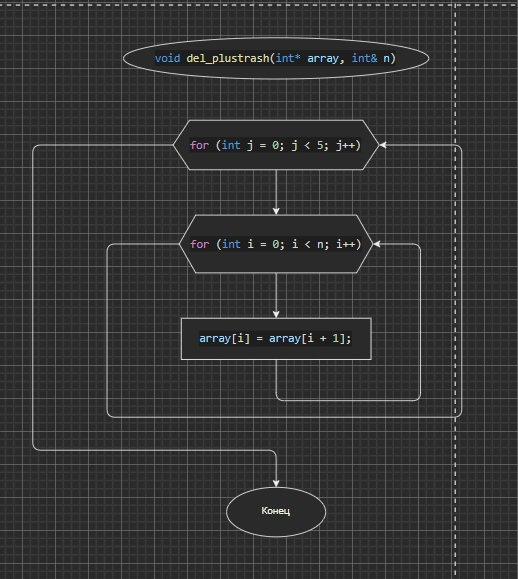 void del_plustrash(int* array, int& n)
for (int j = 0; j < 5; j++)
for (int i = 0; i < n; i++)
array[i] = array[i + 1];
Конец